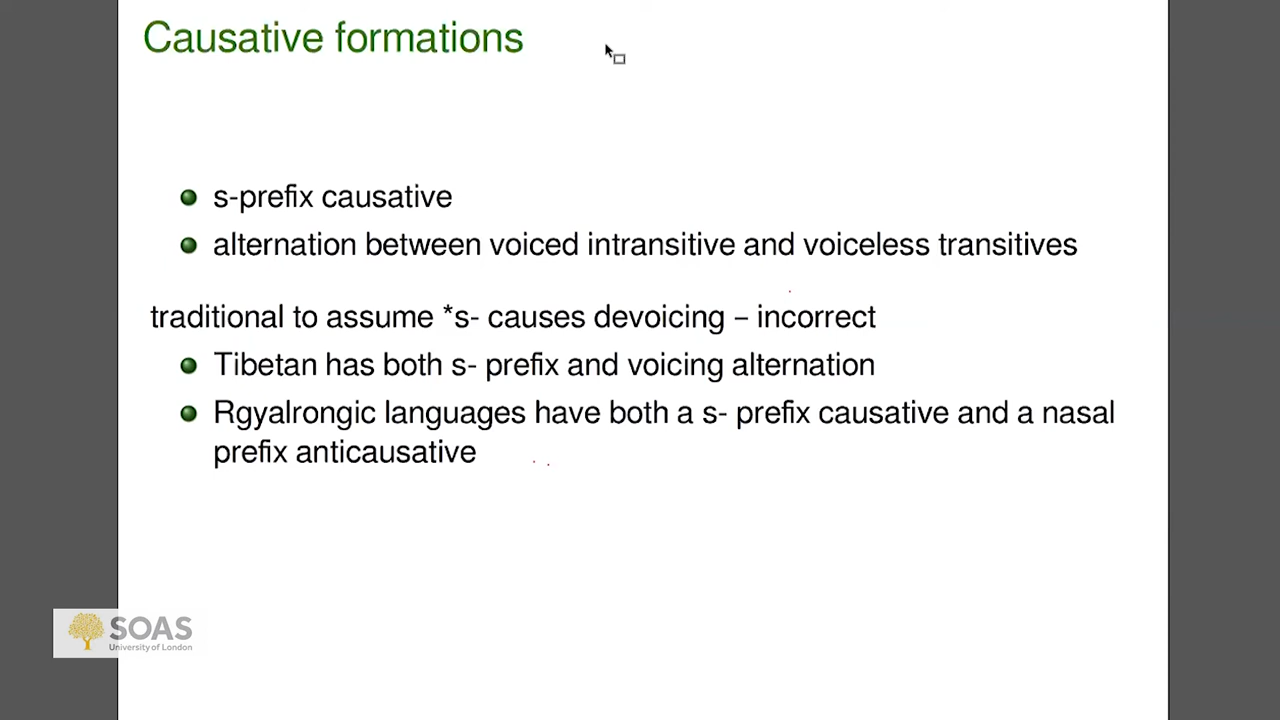 Causative formations
s-prefix causative
alternation between voiced intransitive and voiceless transitives
traditional to assume *s- causes devoicing – incorrect
Tibetan has both s- prefix and voicing alternation
Rgyalrongic languages have both a s- prefix causative and a nasal
prefix anticausative
SOAS
University of London